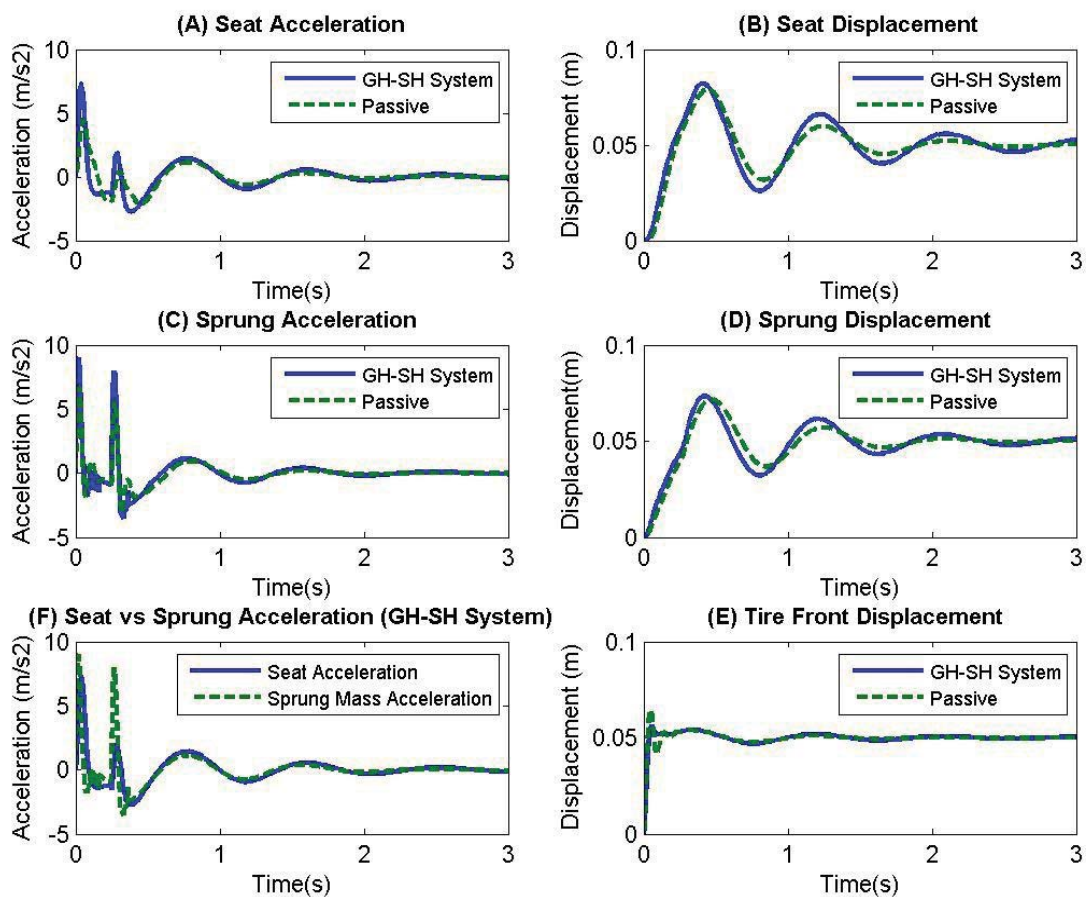 (A) Seat Acceleration
10
5
0
-5
Acceleration (m/s2)
GH-SH System
Passive
0
1
2
3
Time(s)
(B) Seat Displacement
0.1
0.05
0
Displacement (m)
GH-SH System
Passive
0
1
2
3
Time(s)
(C) Sprung Acceleration
10
5
0
-5
Acceleration (m/s2)
GH-SH System
Passive
0
1
2
3
Time(s)
(D) Sprung Displacement
0.1
0.05
0
Displacement(m)
GH-SH System
Passive
0
1
2
3
Time(s)
(F) Seat vs Sprung Acceleration (GH-SH System)
10
5
0
-5
Acceleration (m/s2)
Seat Acceleration
Sprung Mass Acceleration
0
1
2
3
Time(s)
(E) Tire Front Displacement
0.1
0.05
0
Displacement (m)
GH-SH System
Passive
0
1
2
3
Time(s)